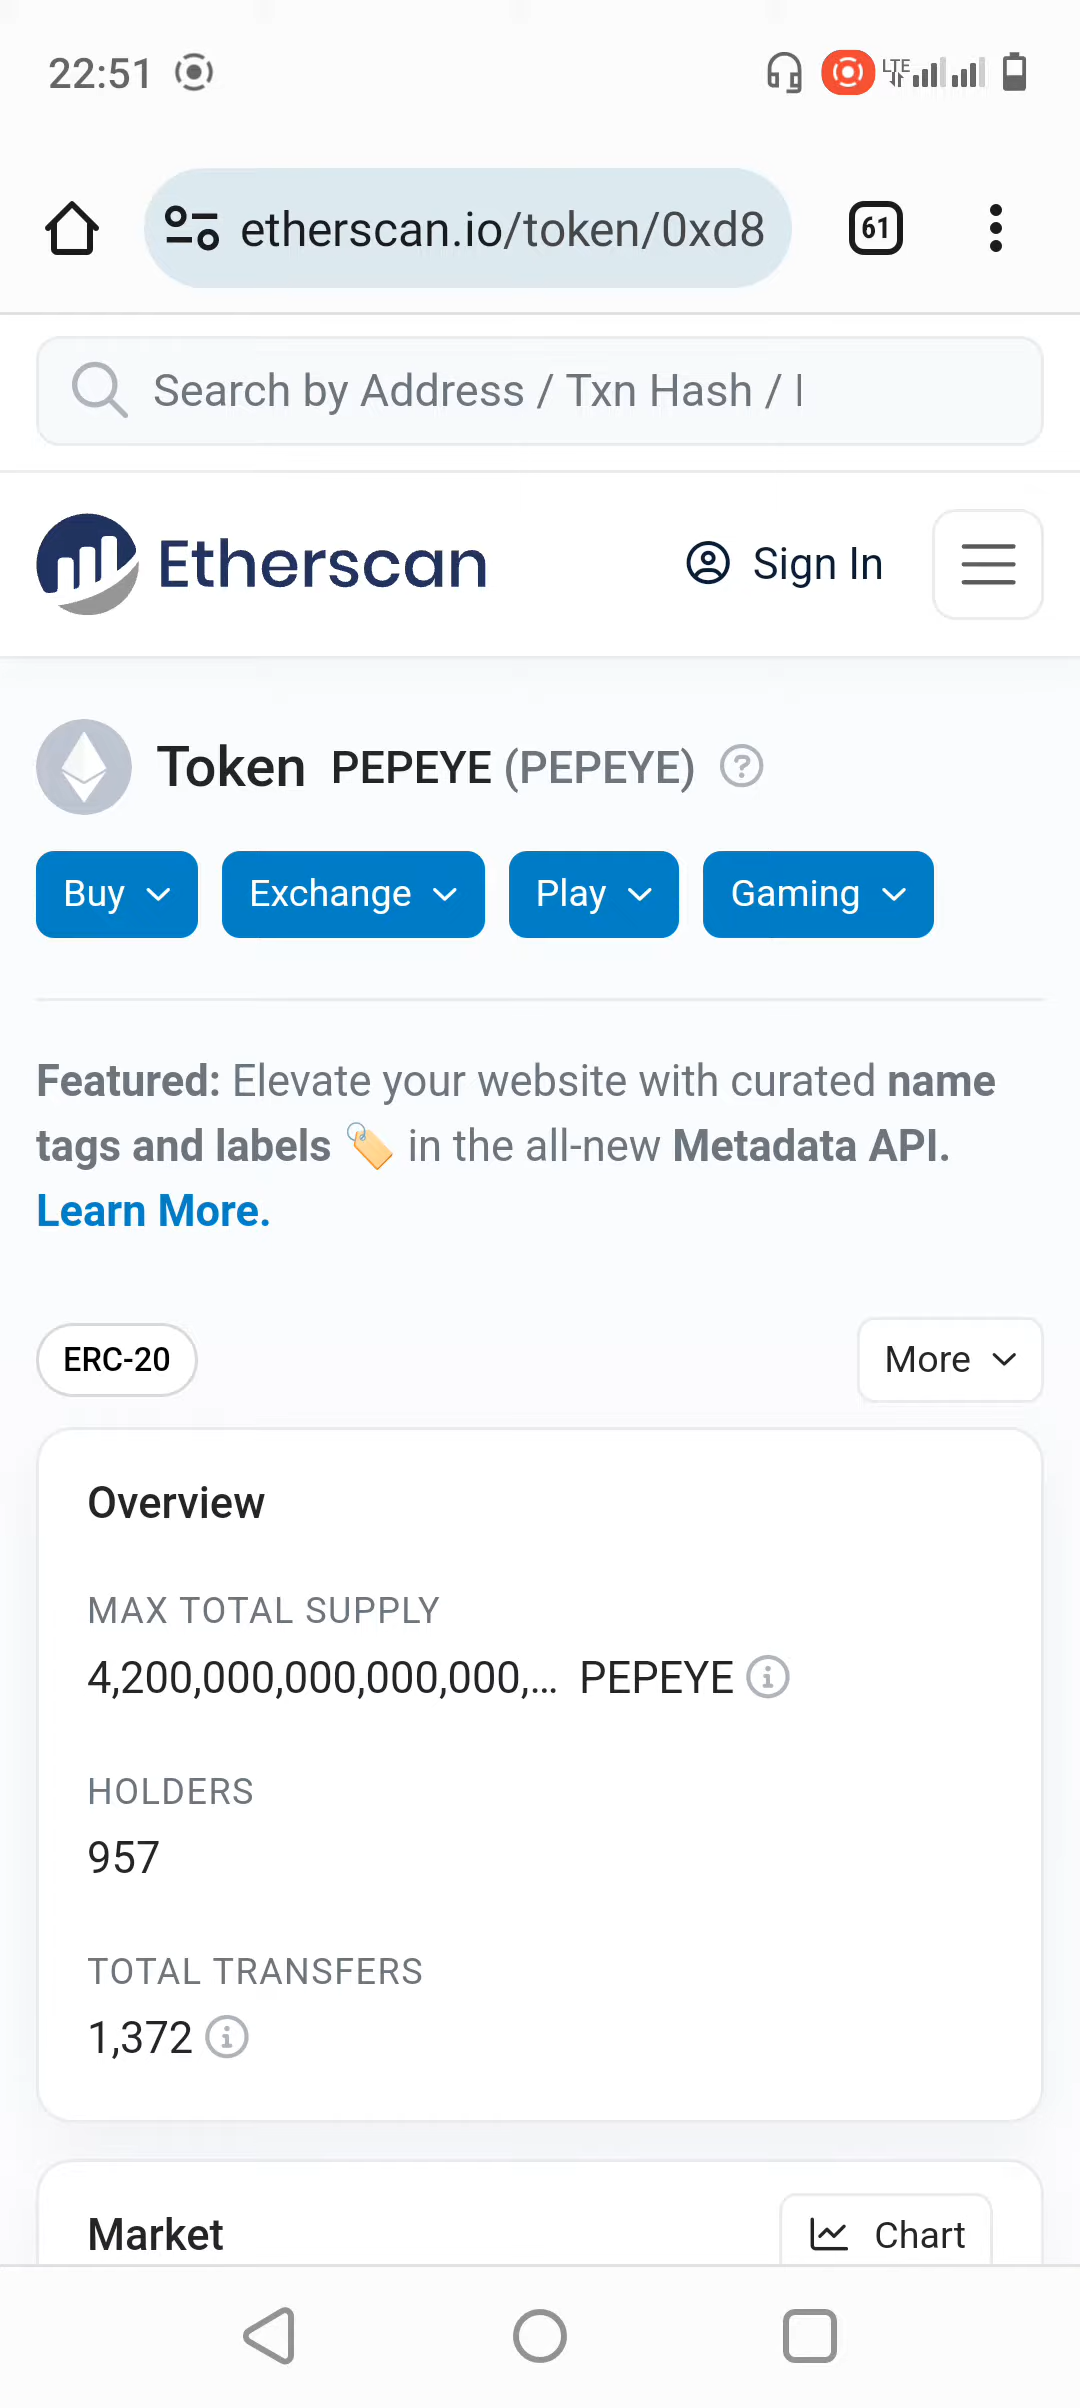 22:51 LTE
etherscan.io/token/0xd8 61
Search by Address / Txn Hash /
Etherscan Sign In
Token PEPEYE (PEPEYE)
Buy Exchange Play Gaming
Featured: Elevate your website with curated name
tags and labels 🏷️ in the all-new Metadata API.
Learn More.
ERC-20 More
Overview
MAX TOTAL SUPPLY
4,200,000,000,000,000,... PEPEYE
HOLDERS
957
TOTAL TRANSFERS
1,372
Market Chart